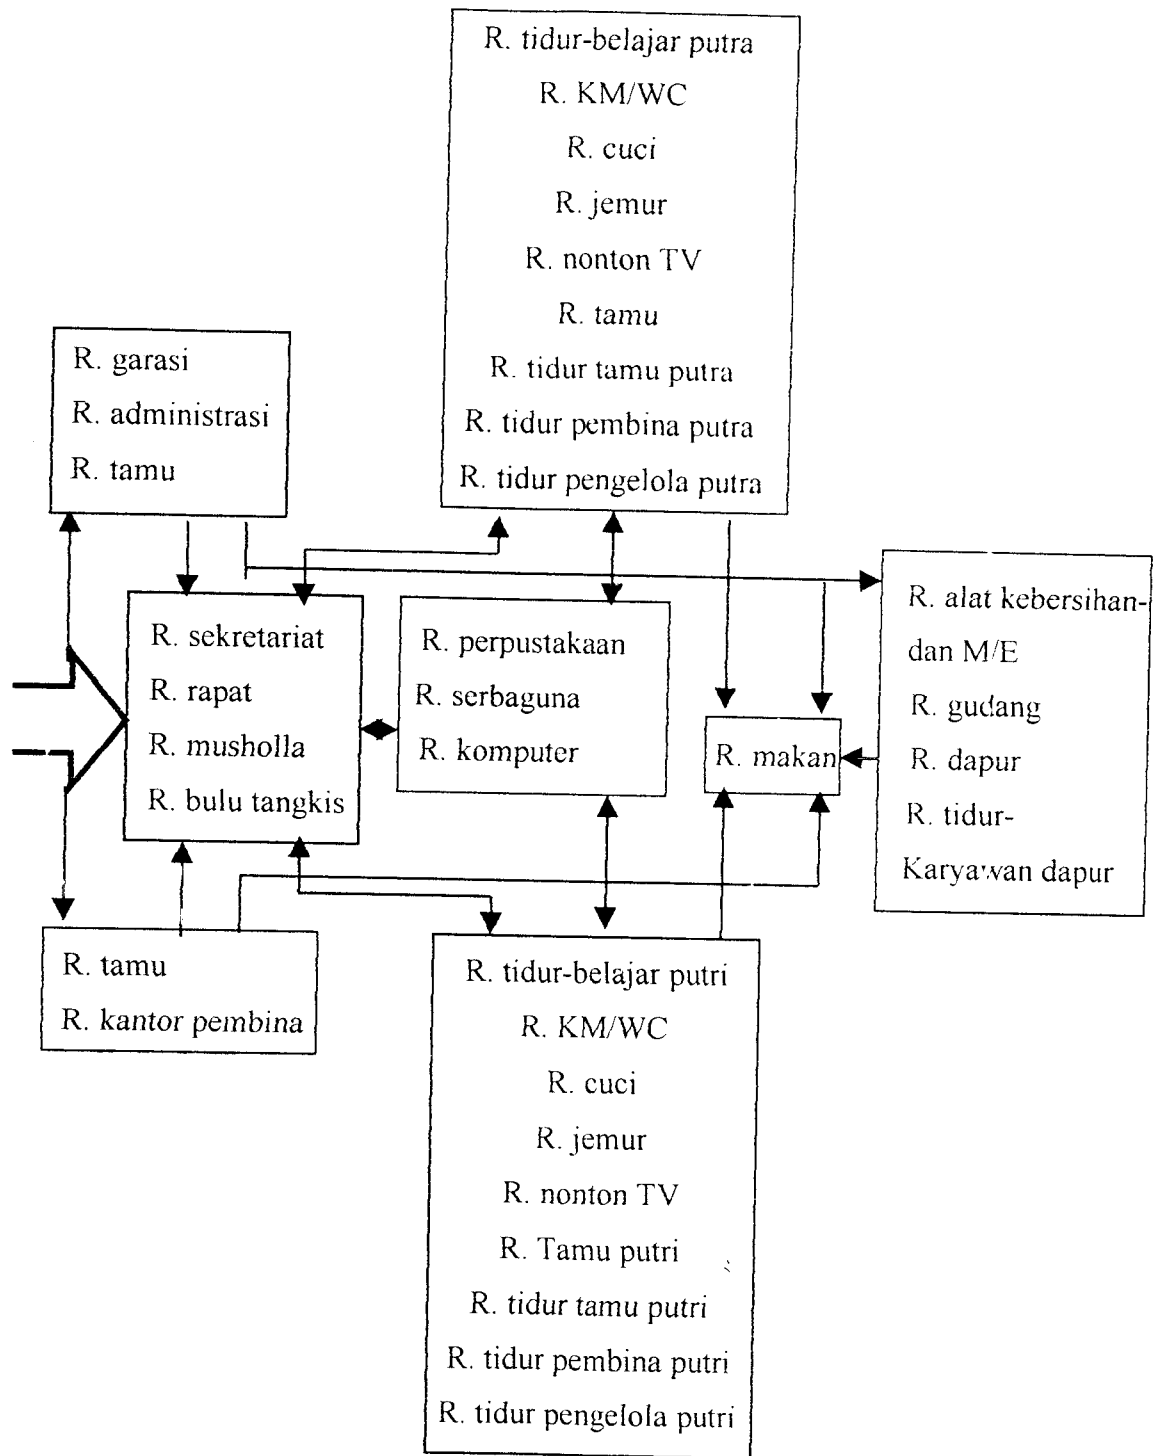 R. tidur-belajar putra
R. KM/WC
R. cuci
R. jemur
R. nonton TV
R. tamu
R. tidur tamu putra
R. tidur pembina putra
R. tidur pengelola putra
R. garasi
R. administrasi
R. tamu
R. sekretariat
R. rapat
R. musholla
R. bulu tangkis
R. perpustakaan
R. serbaguna
R. komputer
R. makan
R. alat kebersihan-
dan M/E
R. gudang
R. dapur
R. tidur-
Karyawan dapur
R. tamu
R. kantor pembina
R. tidur-belajar putri
R. KM/WC
R. cuci
R. jemur
R. nonton TV
R. Tamu putri
R. tidur tamu putri
R. tidur pembina putri
R. tidur pengelola putri